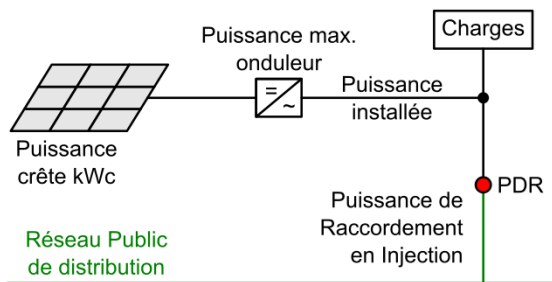 Puissance max.
onduleur
Charges
=
~
Puissance
installée
Puissance
crête kWc
PDR
Puissance de
Raccordement
en Injection
Réseau Public
de distribution